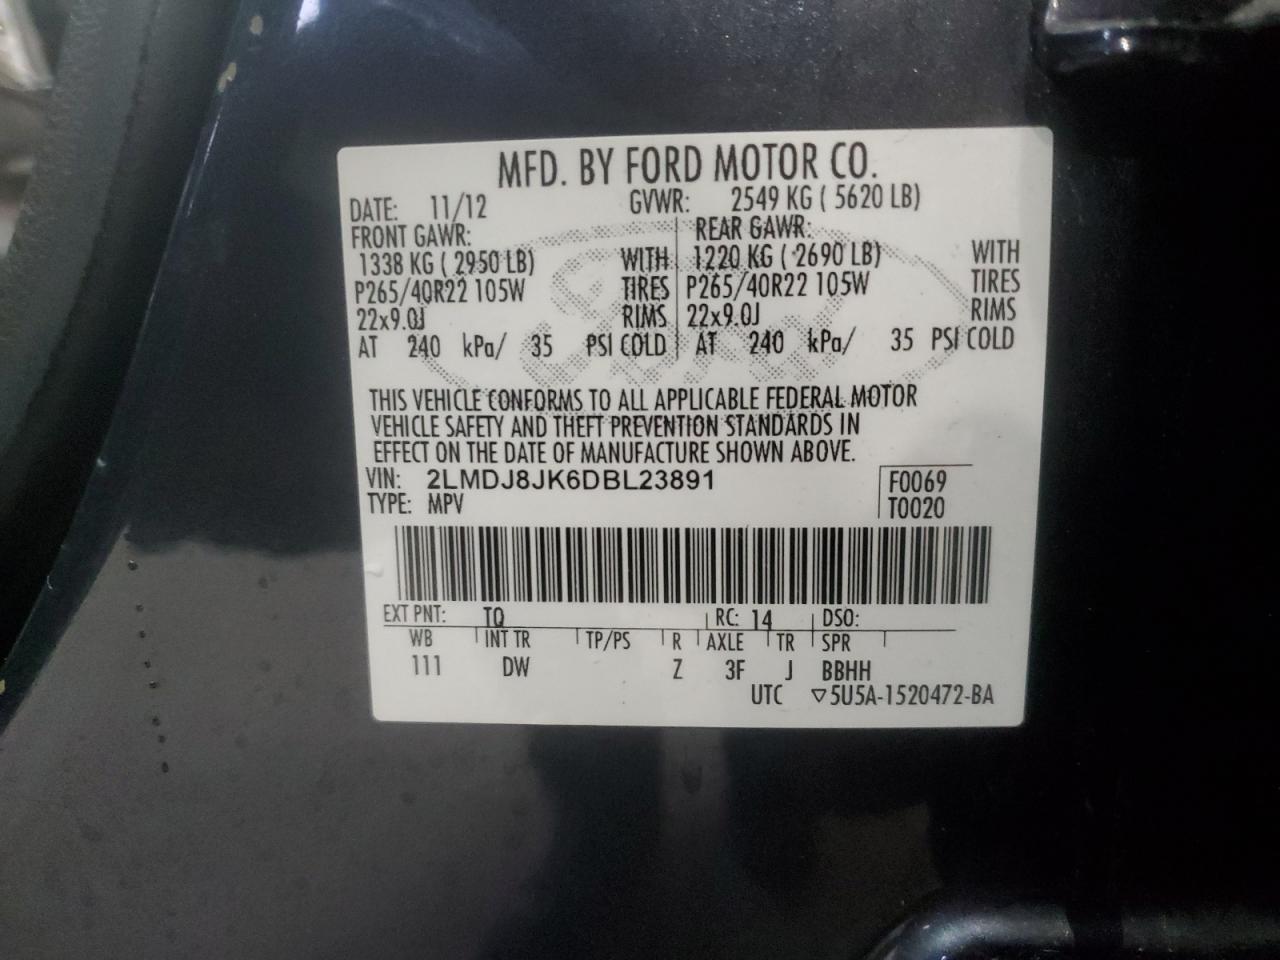 MFD. BY FORD MOTOR CO.
DATE: 11/12 GVWR: 2549 KG ( 5620 LB)
FRONT GAWR: REAR GAWR:
1338 KG ( 2950 LB) WITH 1220 KG ( 2690 LB) WITH
P265/40R22 105W TIRES P265/40R22 105W TIRES
22x9.0J RIMS 22x9.0J RIMS
AT 240 kPa/ 35 PSI COLD AT 240 kPa/ 35 PSI COLD
THIS VEHICLE CONFORMS TO ALL APPLICABLE FEDERAL MOTOR
VEHICLE SAFETY AND THEFT PREVENTION STANDARDS IN
EFFECT ON THE DATE OF MANUFACTURE SHOWN ABOVE.
VIN: 2LMDJ8JK6DBL23891 F0069
TYPE: MPV T0020
EXT PNT: TQ RC: 14 DSO:
WB INT TR TP/PS R AXLE TR SPR
111 DW Z 3F J BBHH
UTC ▽5U5A-1520472-BA